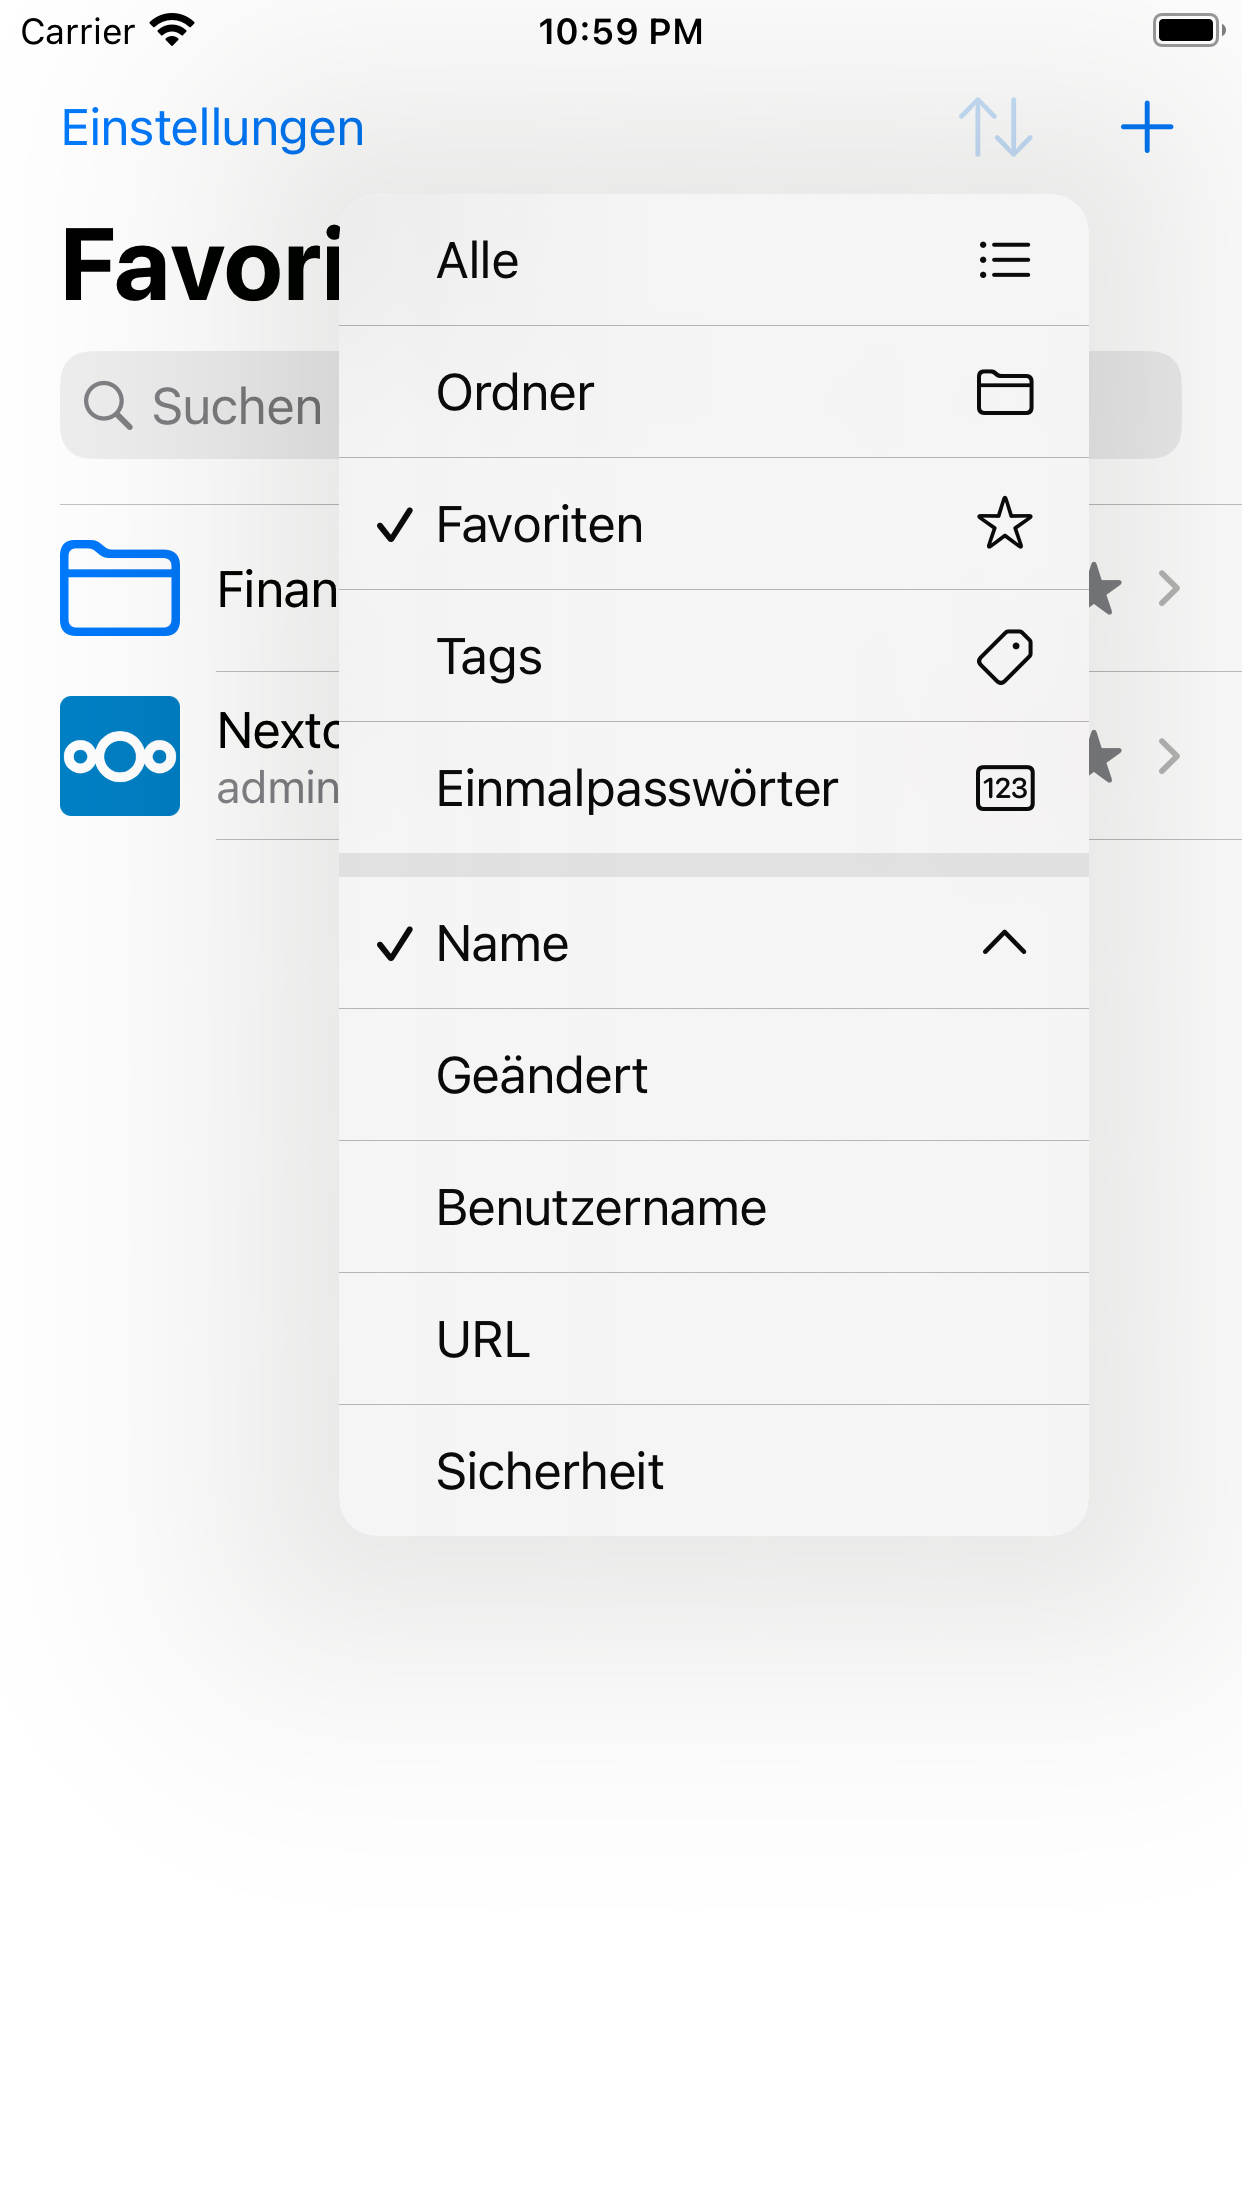 Carrier 10:59 PM
Einstellungen
Favori
Suchen
Alle
Ordner
Favoriten
Finan
Tags
Nextc
admin
Einmalpasswörter 123
Name
Geändert
Benutzername
URL
Sicherheit